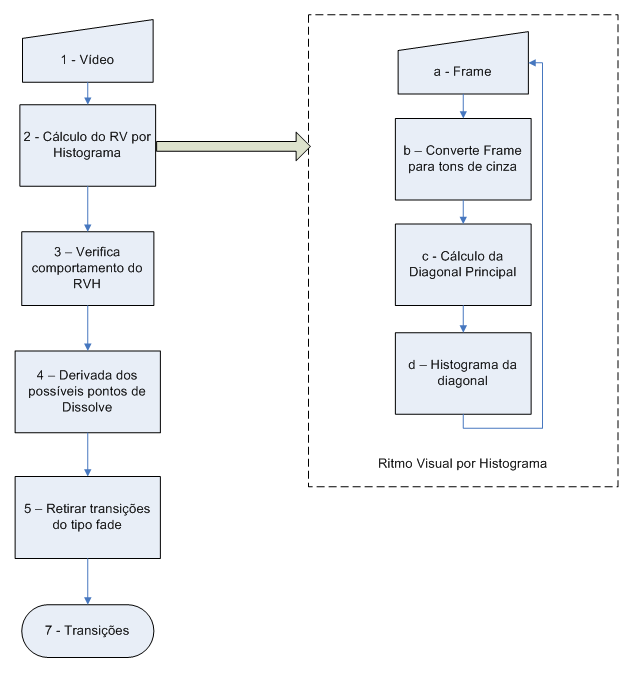 1 - Vídeo
2 - Cálculo do RV por
Histograma
3 – Verifica
comportamento do
RVH
4 – Derivada dos
possíveis pontos de
Dissolve
5 – Retirar transições
do tipo fade
7 - Transições
a - Frame
b – Converte Frame
para tons de cinza
c - Cálculo da
Diagonal Principal
d – Histograma da
diagonal
Ritmo Visual por Histograma